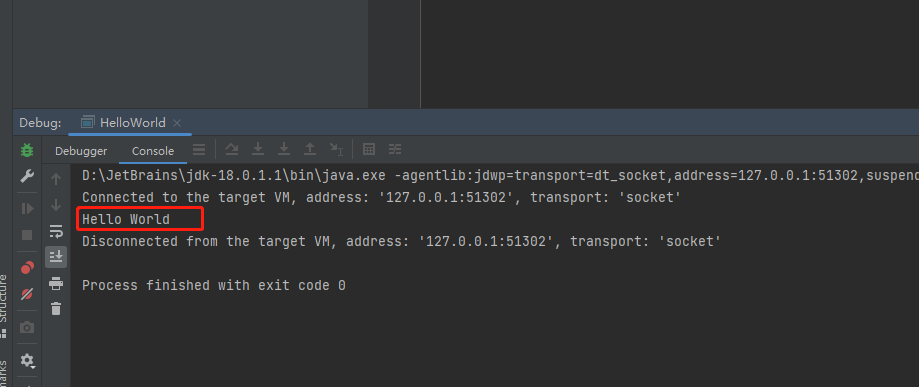 Debug: HelloWorld
Debugger Console
D:\JetBrains\jdk-18.0.1.1\bin\java.exe -agentlib:jdwp=transport=dt_socket,address=127.0.0.1:51302,suspend
Connected to the target VM, address: '127.0.0.1:51302', transport: 'socket'
Hello World
Disconnected from the target VM, address: '127.0.0.1:51302', transport: 'socket'
Process finished with exit code 0
Structure